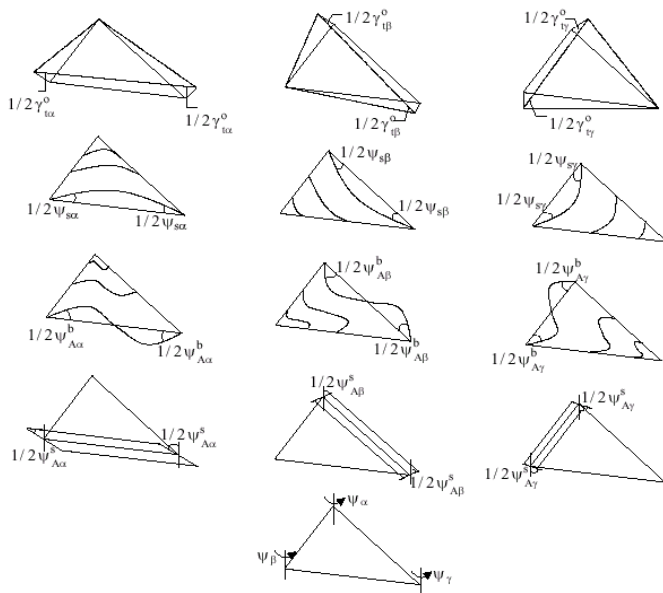 1/2 γ°tα
1/2 γ°tα
1/2 γ°tβ
1/2 γ°tβ
1/2 γ°tγ
1/2 γ°tγ
1/2 ψsα
1/2 ψsα
1/2 ψsβ
1/2 ψsβ
1/2 ψsγ
1/2 ψsγ
1/2 ψᵇAα
1/2 ψᵇAα
1/2 ψᵇAβ
1/2 ψᵇAβ
1/2 ψᵇAγ
1/2 ψᵇAγ
1/2 ψˢAα
1/2 ψˢAα
1/2 ψˢAβ
1/2 ψˢAβ
1/2 ψˢAγ
1/2 ψˢAγ
ψα
ψβ
ψγ